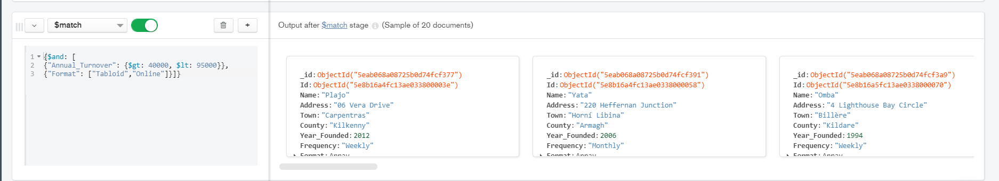 $match
Output after $match stage (Sample of 20 documents)
1 {$and: [
2 {"Annual_Turnover": {$gt: 40000, $lt: 95000}},
3 {"Format": ["Tabloid","Online"]}]}
_id:ObjectId("5eab068a08725b0d74fcf377")
Id:ObjectId("5e8b16a4fc13ae033800003e")
Name:"Plajo"
Address:"06 Vera Drive"
Town:"Carpentras"
County:"Kilkenny"
Year_Founded:2012
Frequency:"Weekly"
Format:Array
_id:ObjectId("5eab068a08725b0d74fcf391")
Id:ObjectId("5e8b16a4fc13ae0338000058")
Name:"Yata"
Address:"220 Heffernan Junction"
Town:"Horní Libina"
County:"Armagh"
Year_Founded:2006
Frequency:"Monthly"
Format:Array
_id:ObjectId("5eab068a08725b0d74fcf3a9")
Id:ObjectId("5e8b16a5fc13ae0338000070")
Name:"Omba"
Address:"4 Lighthouse Bay Circle"
Town:"Billère"
County:"Kildare"
Year_Founded:1994
Frequency:"Weekly"
Format:Array